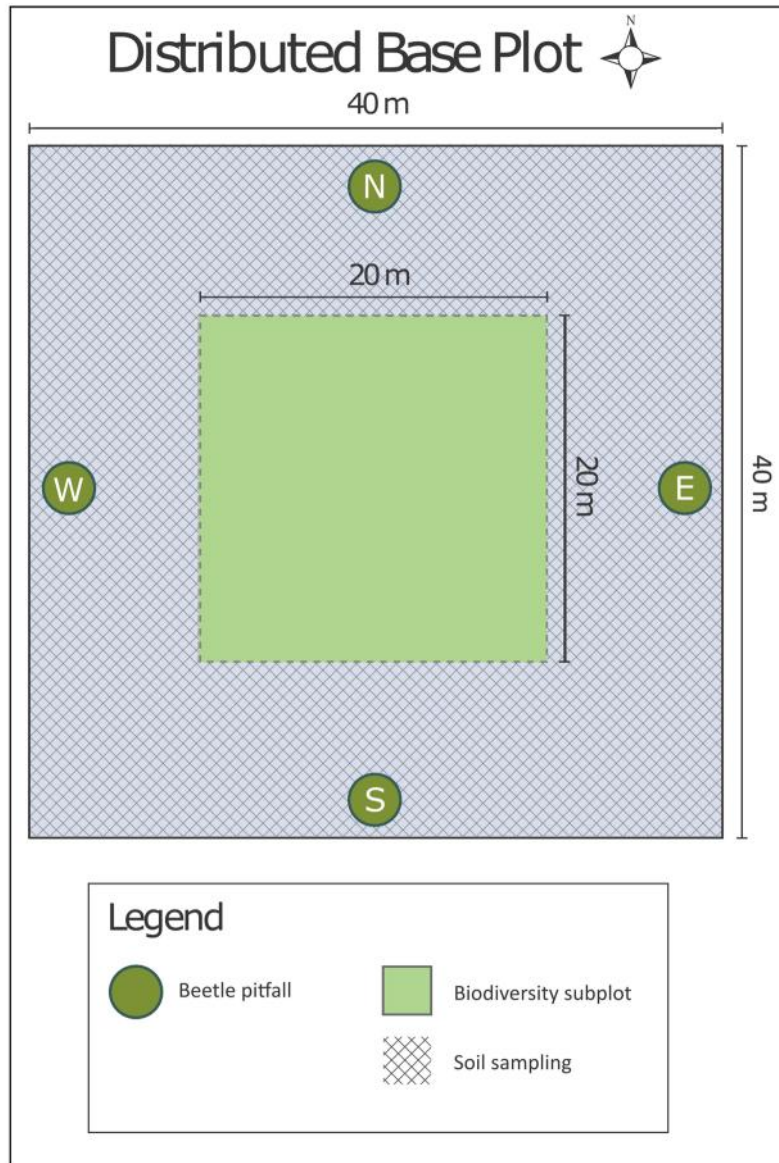 Distributed Base Plot
N
40 m
N
20 m
W
20 m
E
40 m
S
Legend
Beetle pitfall
Biodiversity subplot
Soil sampling